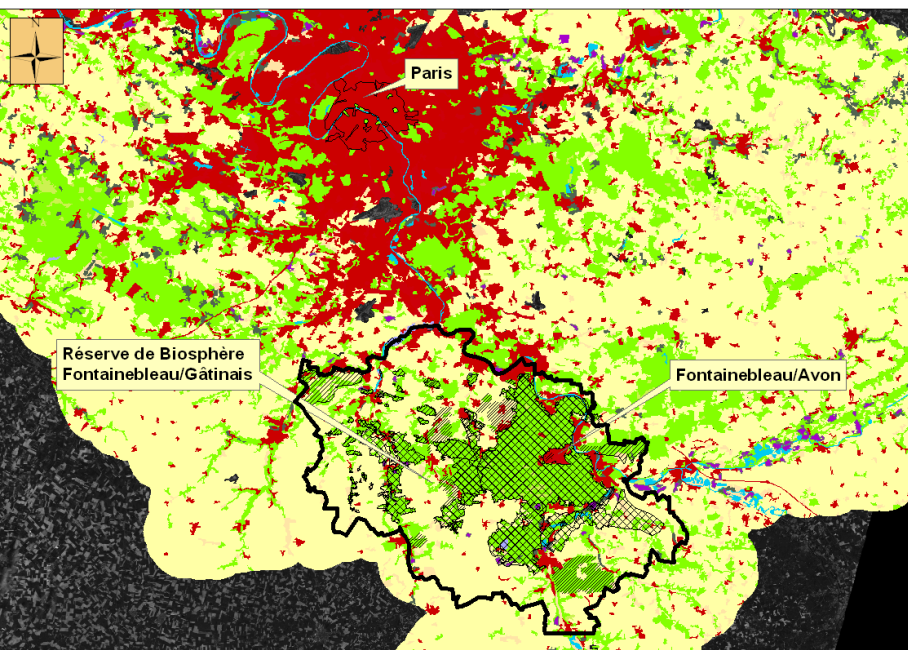 N
Paris
Réserve de Biosphère
Fontainebleau/Gâtinais
Fontainebleau/Avon